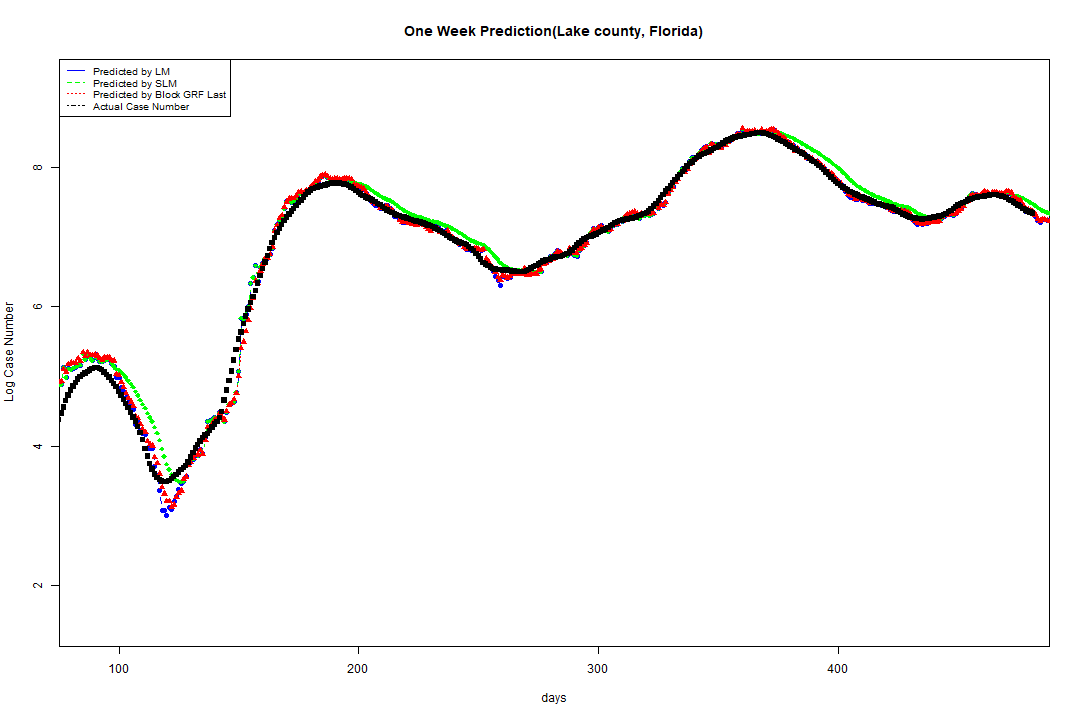 One Week Prediction(Lake county, Florida)
Predicted by LM
Predicted by SLM
Predicted by Block GRF Last
Actual Case Number
8
6
4
2
Log Case Number
100 200 300 400
days